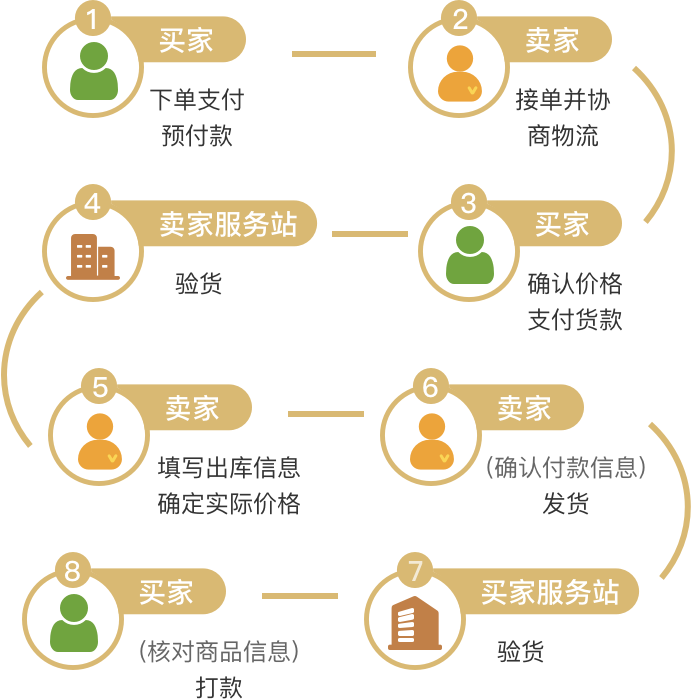 1
买家
下单支付
预付款
2
卖家
接单并协
商物流
3
买家
确认价格
支付货款
4
卖家服务站
验货
5
卖家
填写出库信息
确定实际价格
6
卖家
(确认付款信息)
发货
7
买家服务站
验货
8
买家
(核对商品信息)
打款